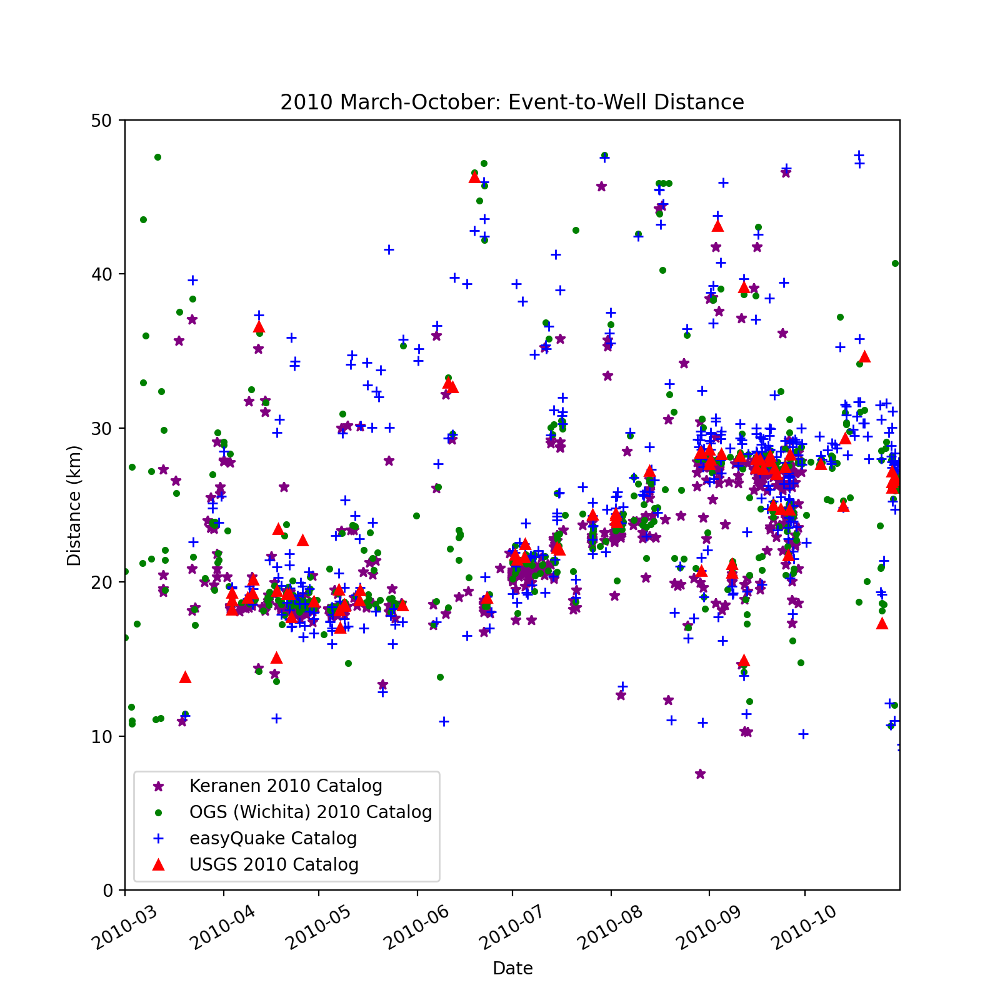 2010 March-October: Event-to-Well Distance
50
40
30
20
10
0
Distance (km)
Keranen 2010 Catalog
OGS (Wichita) 2010 Catalog
easyQuake Catalog
USGS 2010 Catalog
2010-03
2010-04
2010-05
2010-06
2010-07
2010-08
2010-09
2010-10
Date